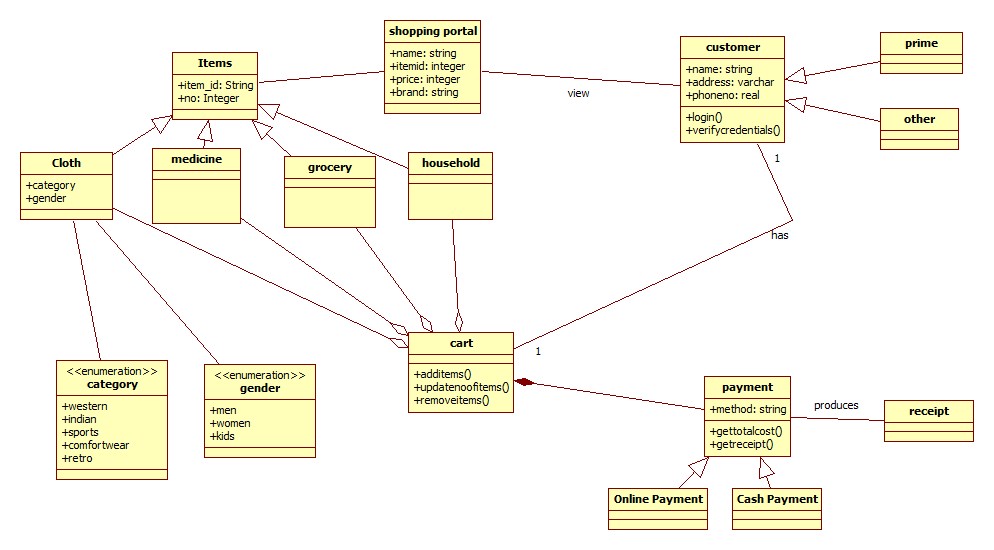 shopping portal
+name: string
+itemid: integer
+price: integer
+brand: string
Items
+item_id: String
+no: Integer
customer
+name: string
+address: varchar
+phoneno: real
+login()
+verifycredentials()
prime
other
view
Cloth
+category
+gender
medicine
grocery
household
1
has
1
cart
+additems()
+updatenoofitems()
+removeitems()
<<enumeration>>
category
+western
+indian
+sports
+comfortwear
+retro
<<enumeration>>
gender
+men
+women
+kids
payment
+method: string
+gettotalcost()
+getreceipt()
produces
receipt
Online Payment
Cash Payment